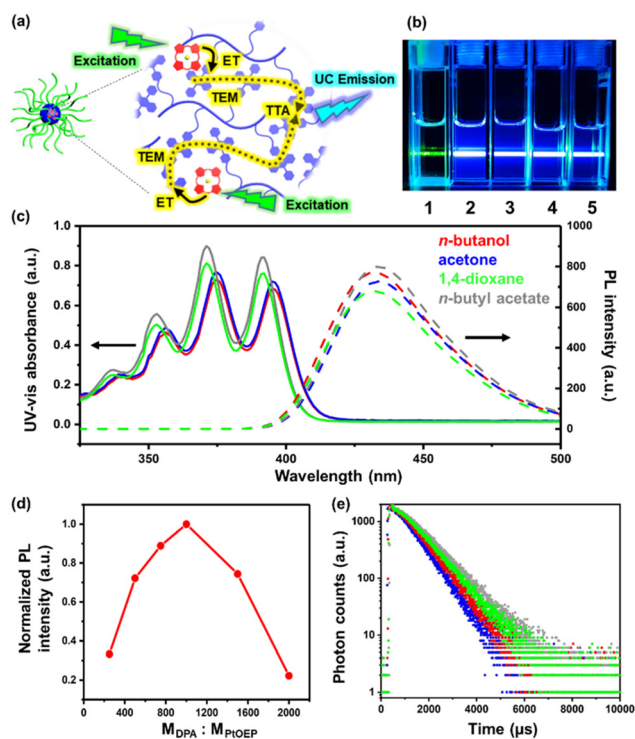 (a)
Excitation
ET
TEM
TTA
UC Emission
TEM
ET
Excitation
(b)
1 2 3 4 5
(c)
UV-vis absorbance (a.u.)
1.0
0.8
0.6
0.4
0.2
0.0
n-butanol
acetone
1,4-dioxane
n-butyl acetate
1000
800
600
400
200
0
PL intensity (a.u.)
350 400 450 500
Wavelength (nm)
(d)
Normalized PL
intensity (a.u.)
1.0
0.8
0.6
0.4
0.2
0 400 800 1200 1600 2000
M_DPA : M_PtOEP
(e)
Photon counts (a.u.)
1000
100
10
1
0 2000 4000 6000 8000 10000
Time (μs)